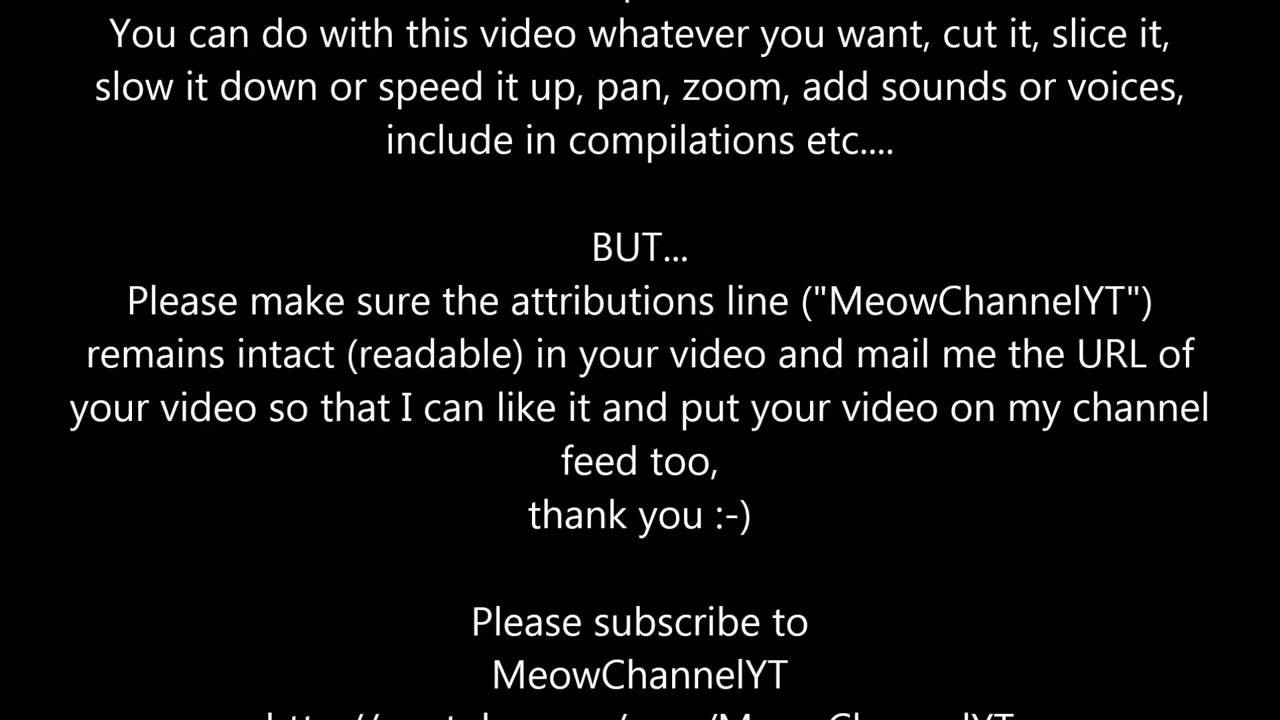 You can do with this video whatever you want, cut it, slice it,
slow it down or speed it up, pan, zoom, add sounds or voices,
include in compilations etc....
BUT...
Please make sure the attributions line ("MeowChannelYT")
remains intact (readable) in your video and mail me the URL of
your video so that I can like it and put your video on my channel
feed too,
thank you :-)
Please subscribe to
MeowChannelYT